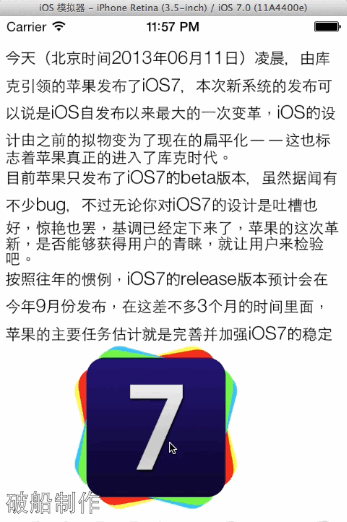 iOS 模拟器 - iPhone Retina (3.5-inch) / iOS 7.0 (11A4400e)
Carrier 11:57 PM
今天（北京时间2013年06月11日）凌晨，由库
克引领的苹果发布了iOS7，本次新系统的发布可
以说是iOS自发布以来最大的一次变革，iOS的设
计由之前的拟物变为了现在的扁平化——这也标
志着苹果真正的进入了库克时代。
目前苹果只发布了iOS7的beta版本，虽然据闻有
不少bug，不过无论你对iOS7的设计是吐槽也
好，惊艳也罢，基调已经定下来了，苹果的这次革
新，是否能够获得用户的青睐，就让用户来检验
吧。
按照往年的惯例，iOS7的release版本预计会在
今年9月份发布，在这差不多3个月的时间里面，
苹果的主要任务估计就是完善并加强iOS7的稳定
7
破船制作